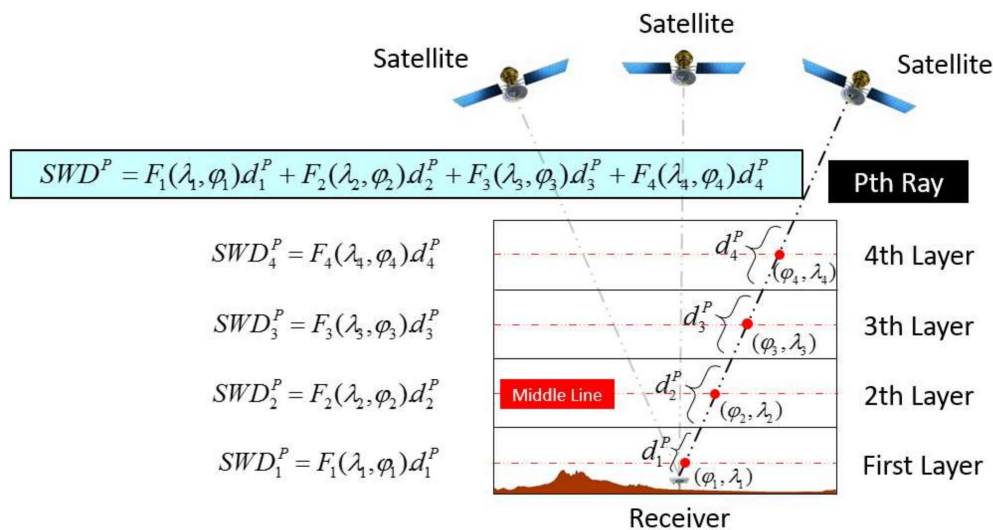 Satellite
Satellite
Satellite
SWD^P = F_1(λ_1,φ_1).d_1^P + F_2(λ_2,φ_2).d_2^P + F_3(λ_3,φ_3).d_3^P + F_4(λ_4,φ_4).d_4^P
Pth Ray
SWD_4^P = F_4(λ_4,φ_4).d_4^P
d_4^P
(φ_4,λ_4)
4th Layer
SWD_3^P = F_3(λ_3,φ_3).d_3^P
d_3^P
(φ_3,λ_3)
3th Layer
SWD_2^P = F_2(λ_2,φ_2).d_2^P
Middle Line
d_2^P
(φ_2,λ_2)
2th Layer
SWD_1^P = F_1(λ_1,φ_1).d_1^P
d_1^P
(φ_1,λ_1)
First Layer
Receiver